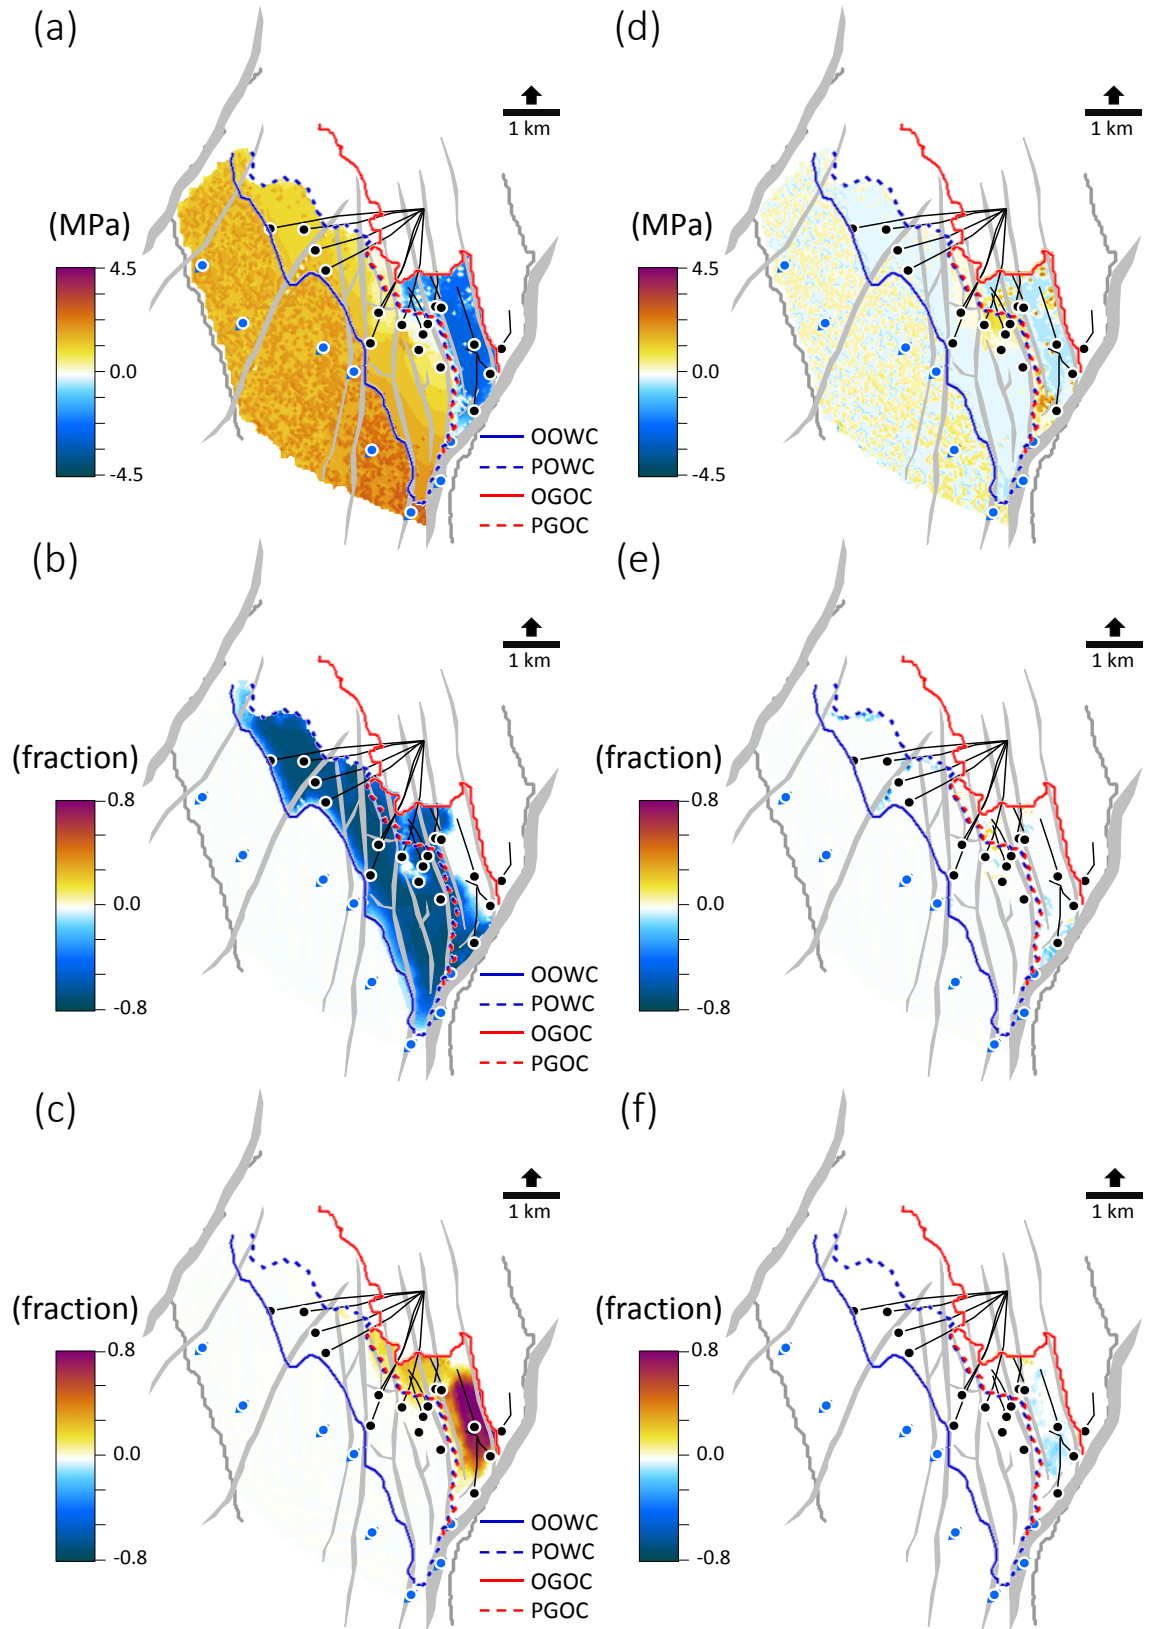 (a)
1 km
(MPa)
4.5
0.0
-4.5
OOWC
POWC
OGOC
PGOC
(d)
1 km
(MPa)
4.5
0.0
-4.5
(b)
1 km
(fraction)
0.8
0.0
-0.8
OOWC
POWC
OGOC
PGOC
(e)
1 km
(fraction)
0.8
0.0
-0.8
(c)
1 km
(fraction)
0.8
0.0
-0.8
OOWC
POWC
OGOC
PGOC
(f)
1 km
(fraction)
0.8
0.0
-0.8